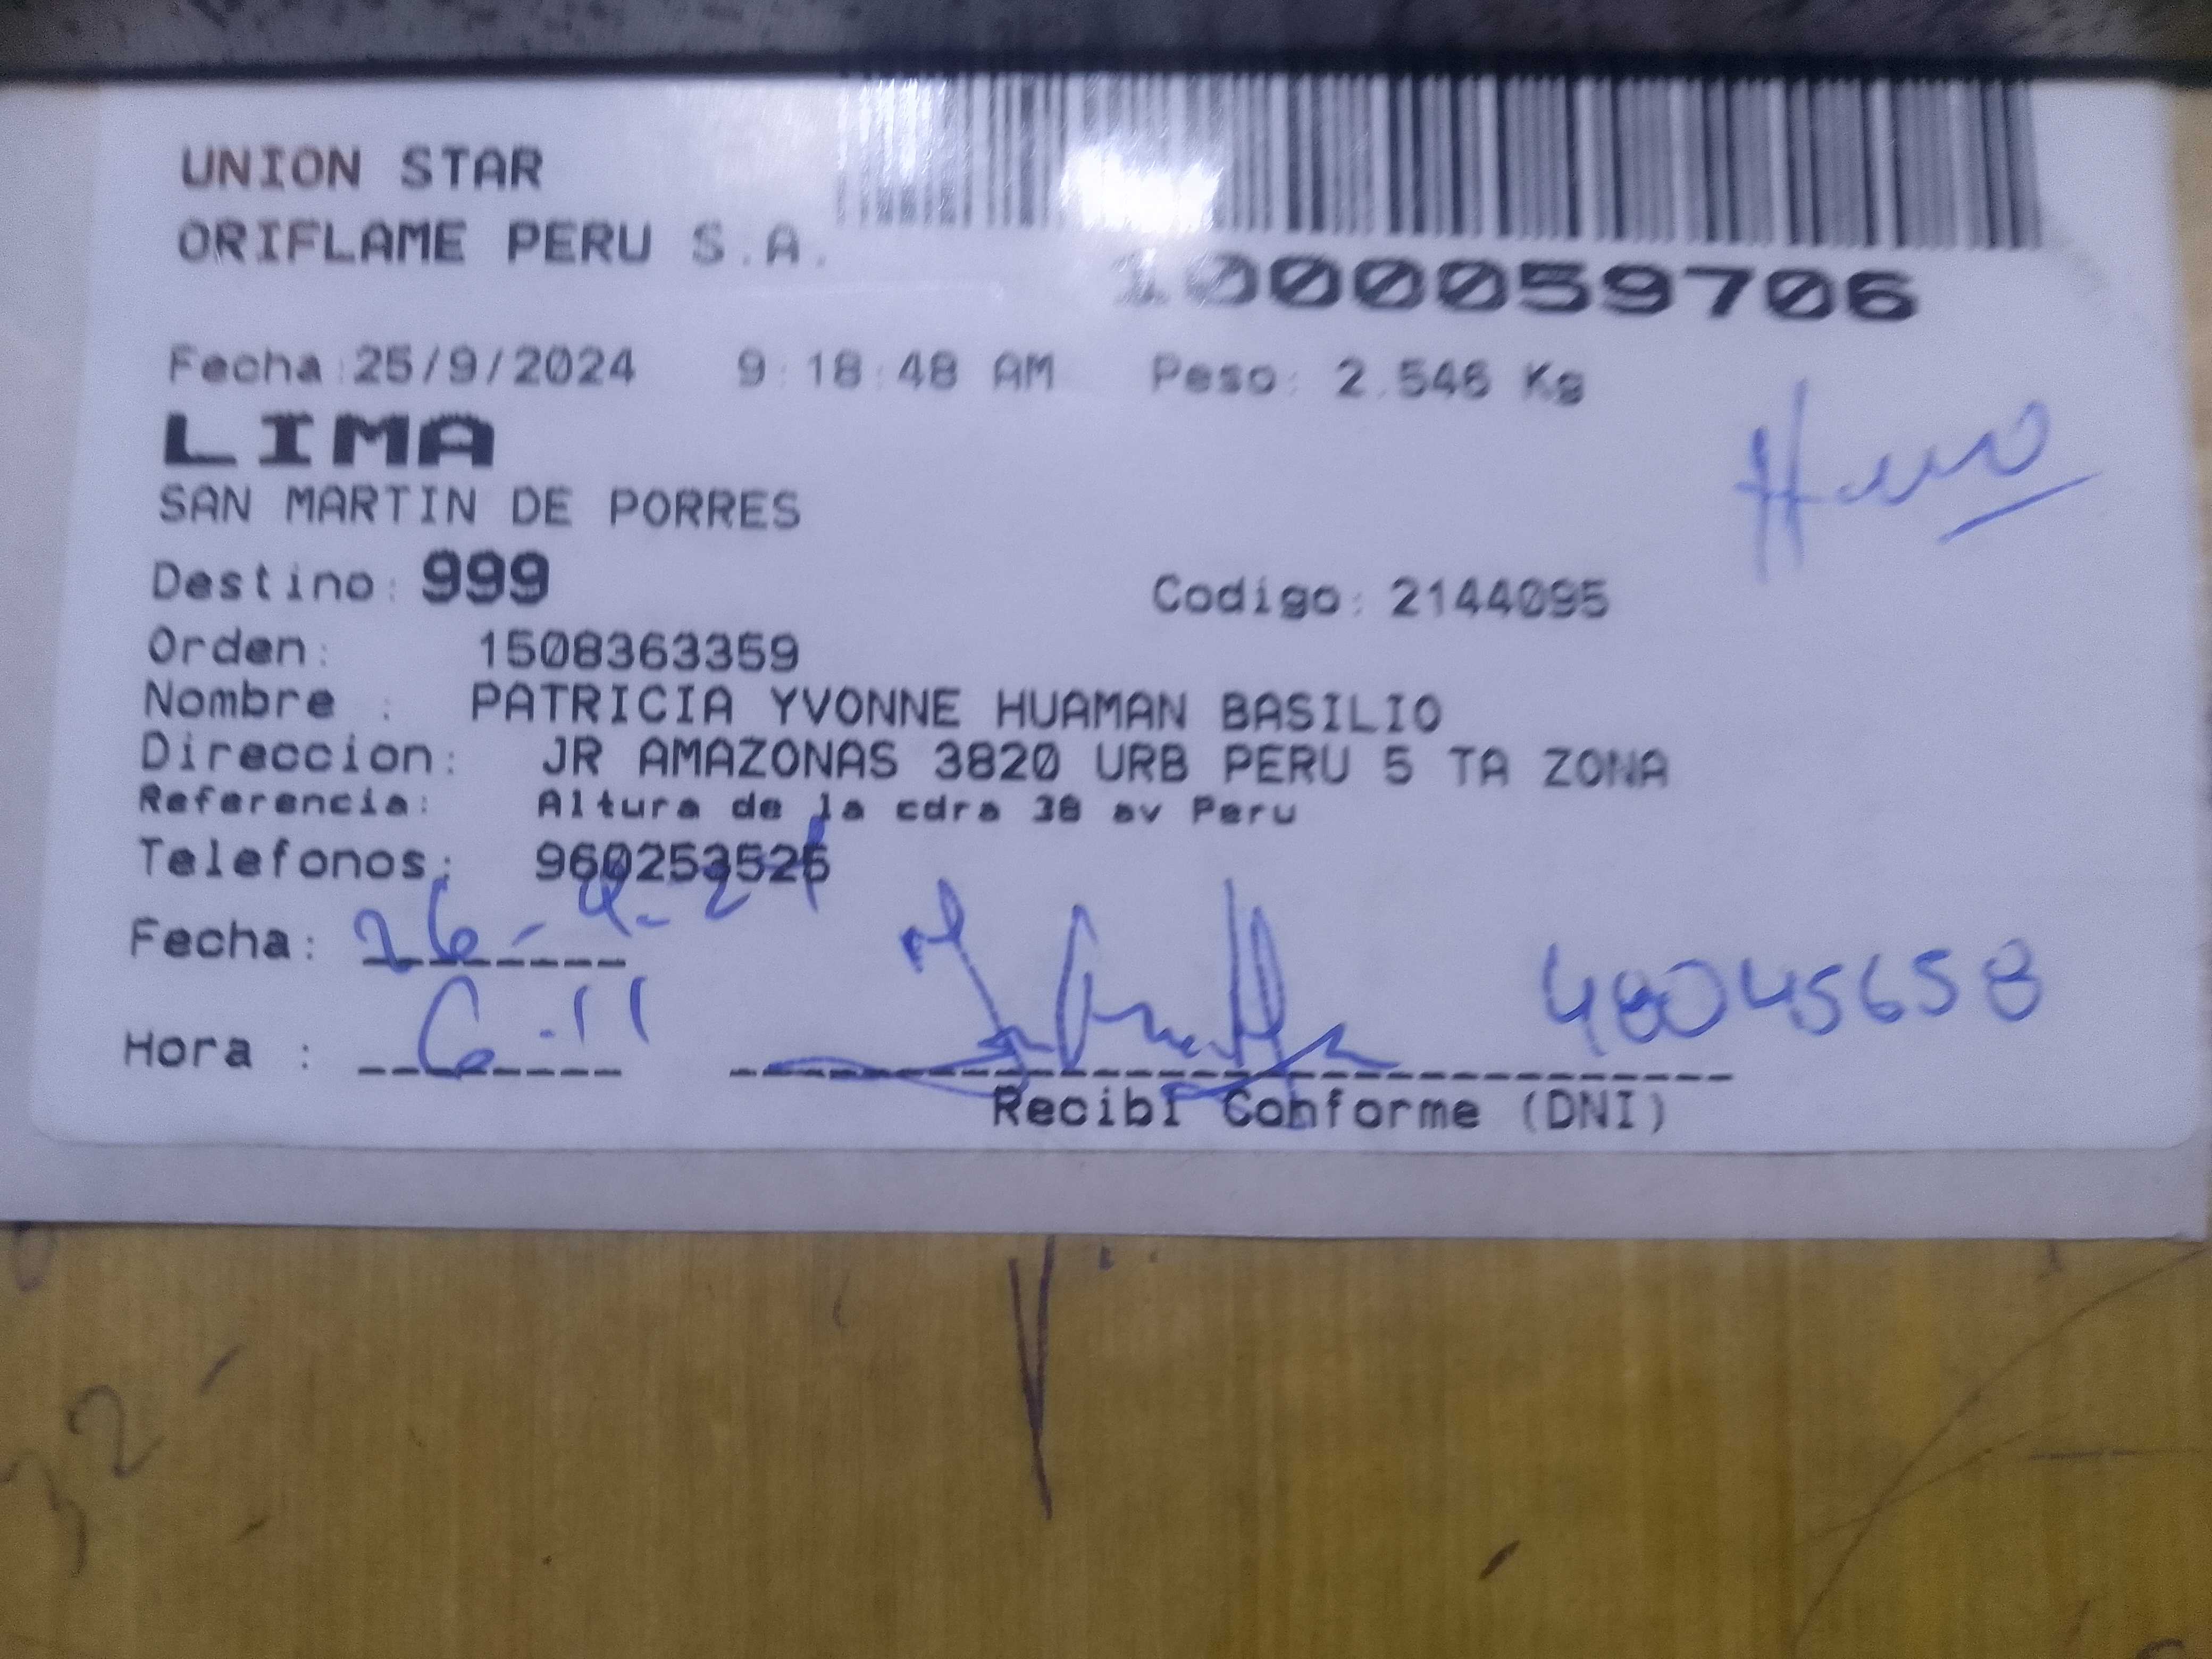 UNION STAR
ORIFLAME PERU S.A.
1000059706
Fecha:25/9/2024 9:18:48 AM Peso: 2.546 Kg
LIMA
SAN MARTIN DE PORRES
Destino: 999 Codigo: 2144095
Orden: 1508363359
Nombre : PATRICIA YVONNE HUAMAN BASILIO
Direccion: JR AMAZONAS 3820 URB PERU 5 TA ZONA
Referencia: Altura de la cdra 38 av Peru
Telefonos: 960253525
Fecha: 26-9-24
Hora : 6.11
Recibi Conforme (DNI)
32